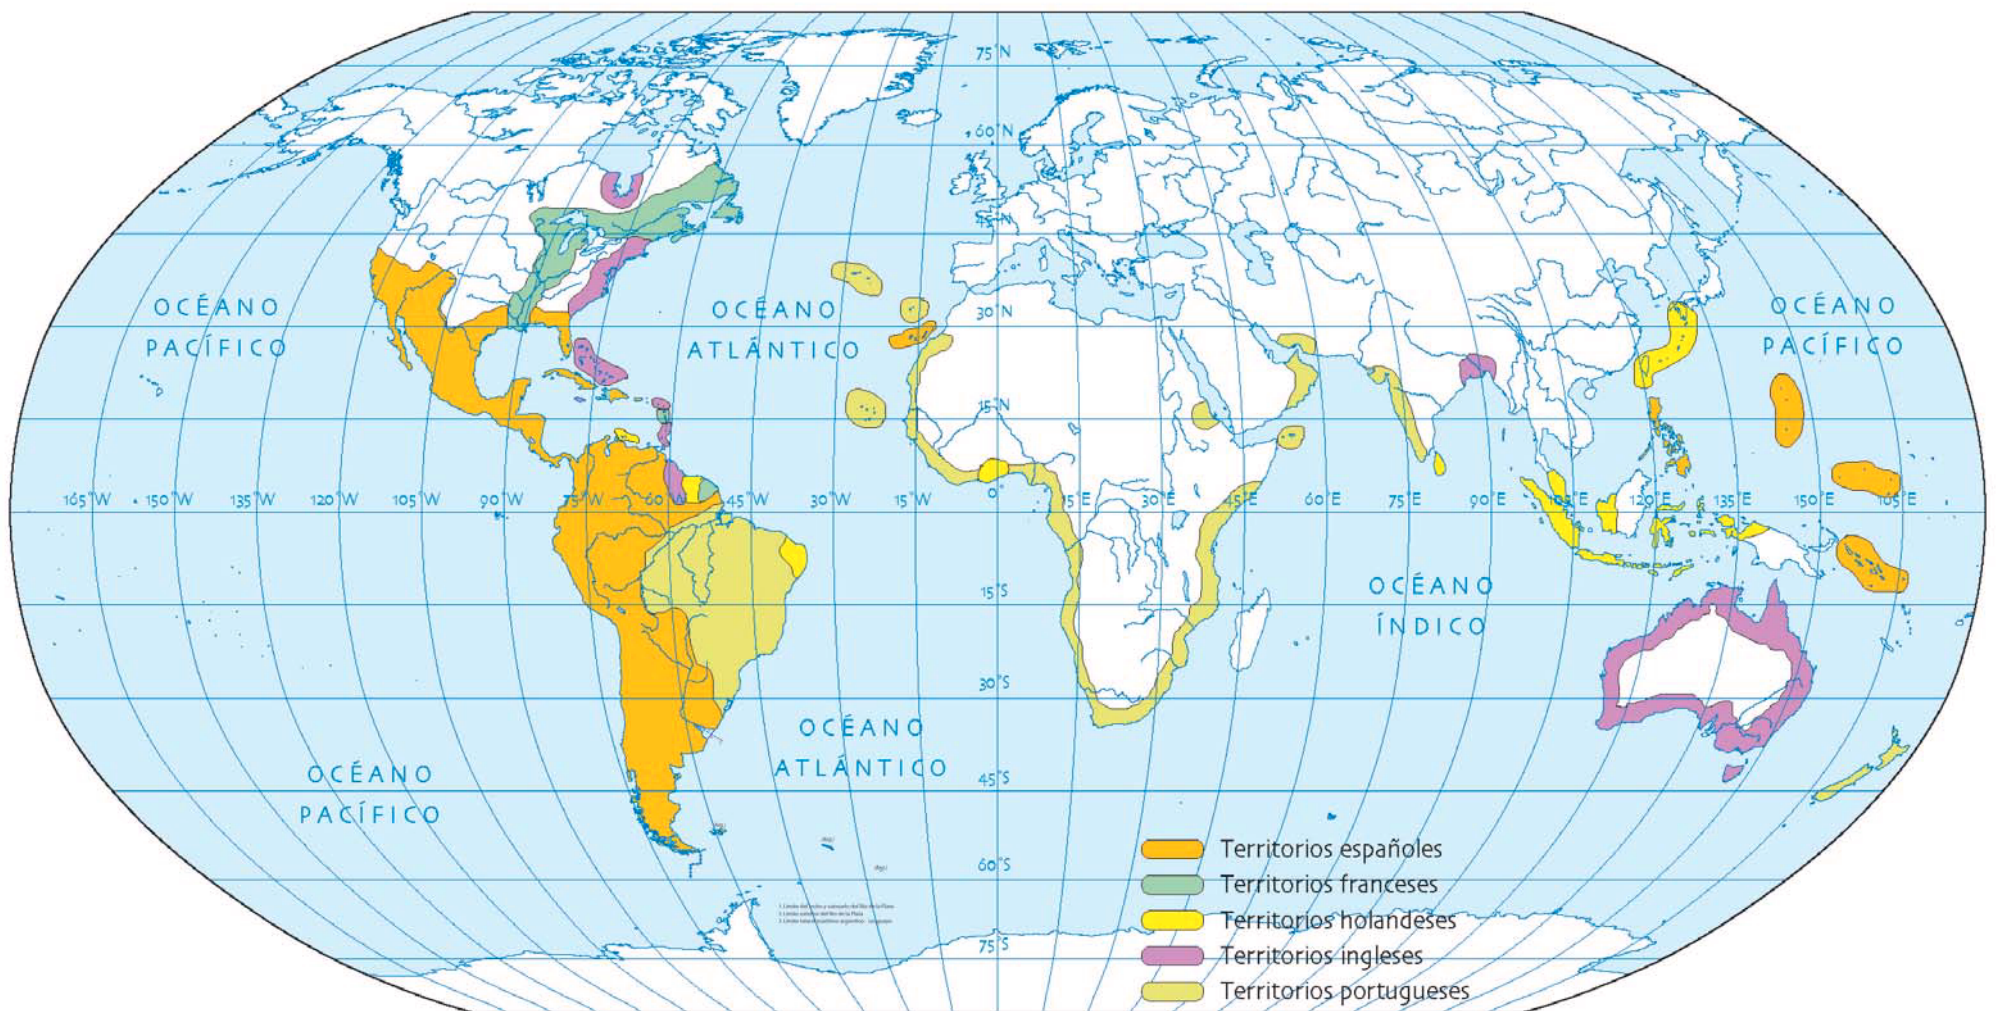 75°N
60°N
45°N
OCÉANO
PACÍFICO
OCÉANO
ATLÁNTICO
30°N
OCÉANO
PACÍFICO
15°N
165°W 150°W 135°W 120°W 105°W 90°W 75°W 60°W 45°W 30°W 15°W 0° 15°E 30°E 45°E 60°E 75°E 90°E 105°E 120°E 135°E 150°E 105°E
15°S
OCÉANO
ÍNDICO
30°S
OCÉANO
ATLÁNTICO
OCÉANO
PACÍFICO
45°S
60°S
75°S
Territorios españoles
Territorios franceses
Territorios holandeses
Territorios ingleses
Territorios portugueses